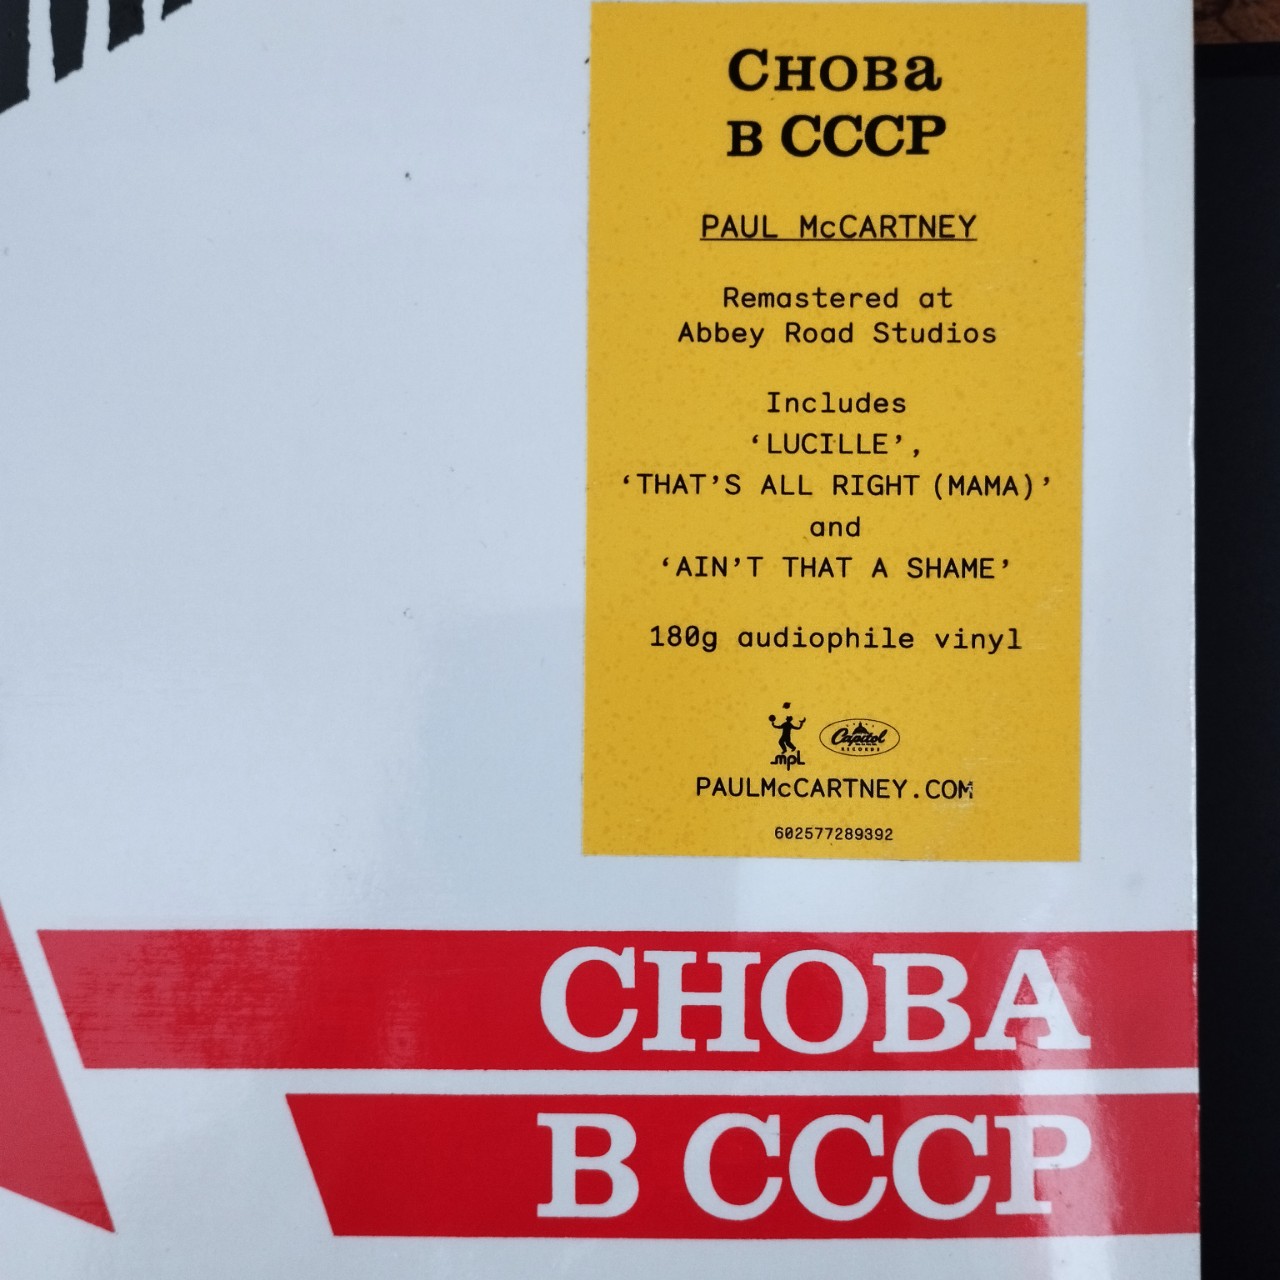 Снова
в СССР
PAUL McCARTNEY
Remastered at
Abbey Road Studios
Includes
‘LUCILLE’,
‘THAT’S ALL RIGHT (MAMA)’
and
‘AIN’T THAT A SHAME’
180g audiophile vinyl
mpl
Capitol
RECORDS
PAULMcCARTNEY.COM
602577289392
СНОВА
В СССР